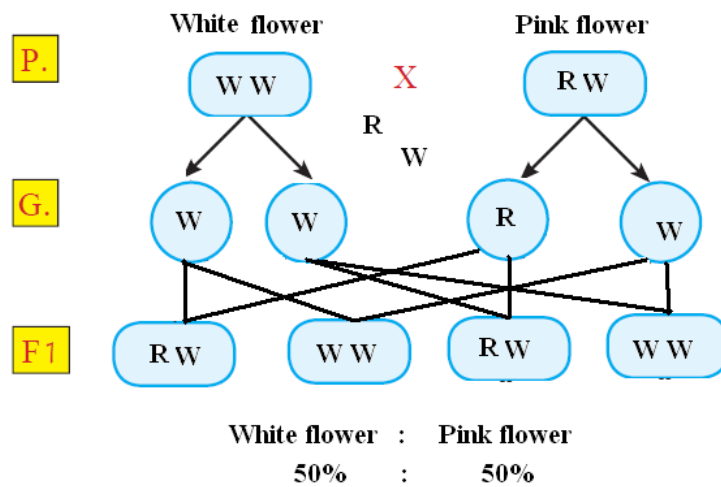 White flower Pink flower
P. W W X R W
R
W
G. W W R W
F1 R W W W R W W W
White flower : Pink flower
50% : 50%